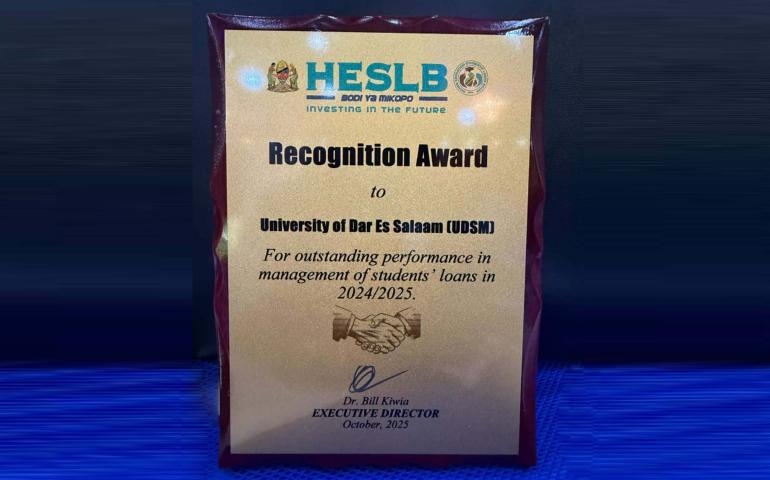 HESLB
BODI YA MIKOPO
INVESTING IN THE FUTURE
Recognition Award
to
University of Dar Es Salaam (UDSM)
For outstanding performance in
management of students' loans in
2024/2025.
Dr. Bill Kiwia
EXECUTIVE DIRECTOR
October, 2025